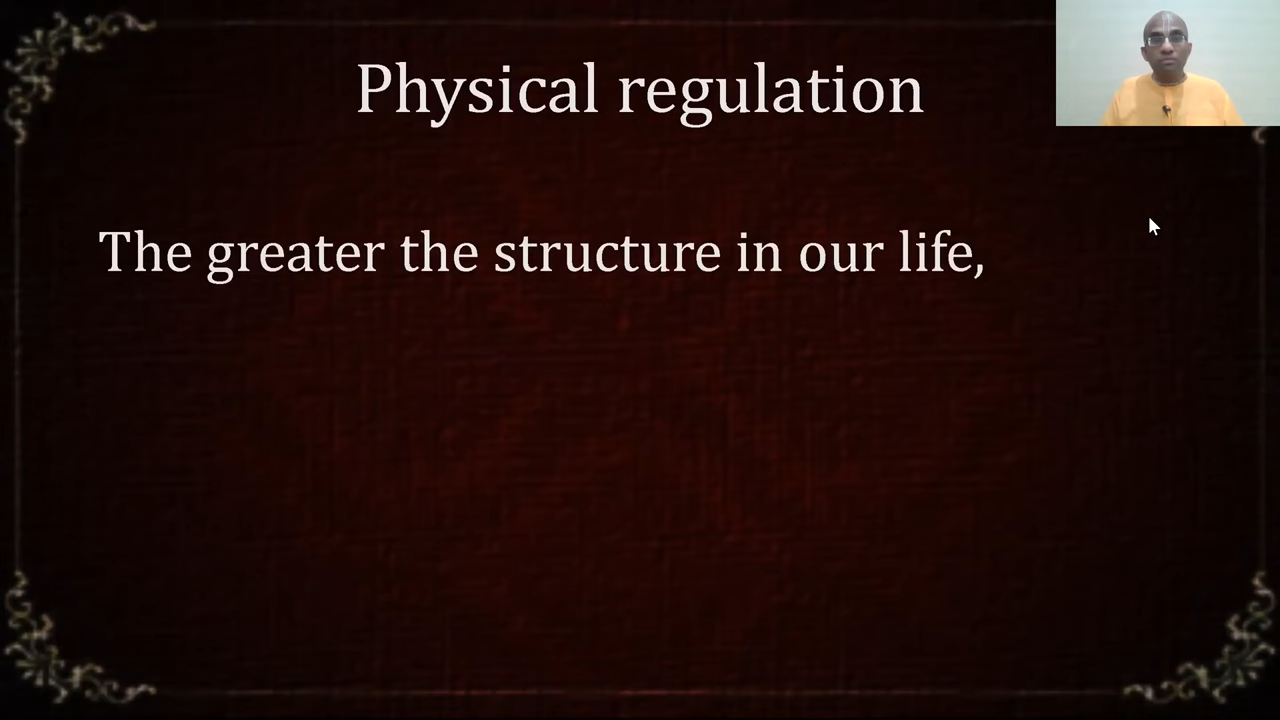 Physical regulation
The greater the structure in our life,